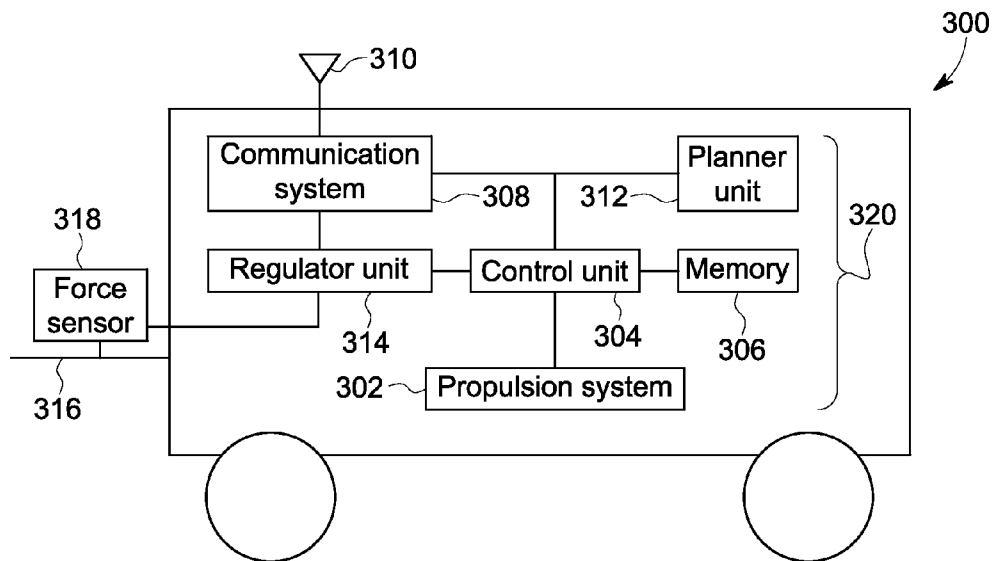 300
310
Communication
system
308
Planner
unit
312
320
318
Force
sensor
Regulator unit
314
Control unit
304
Memory
306
316
302
Propulsion system